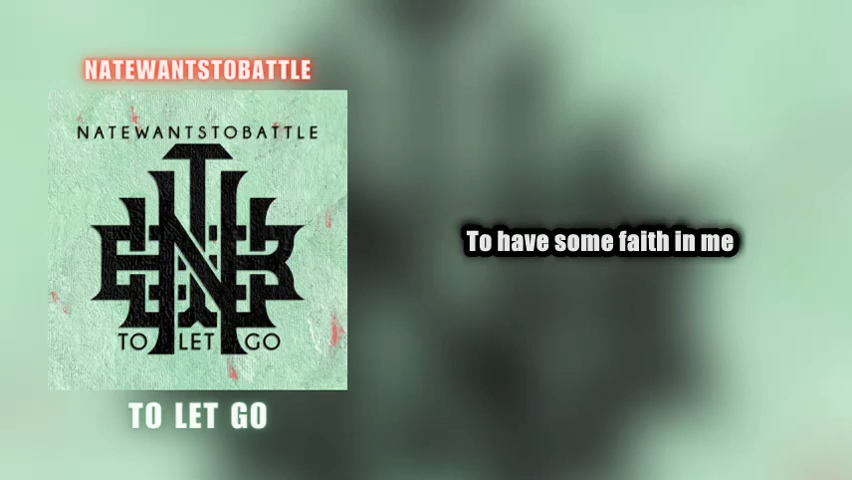 NATEWANTSTOBATTLE
NATEWANTSTOBATTLE
TO LET GO
TO LET GO
To have some faith in me